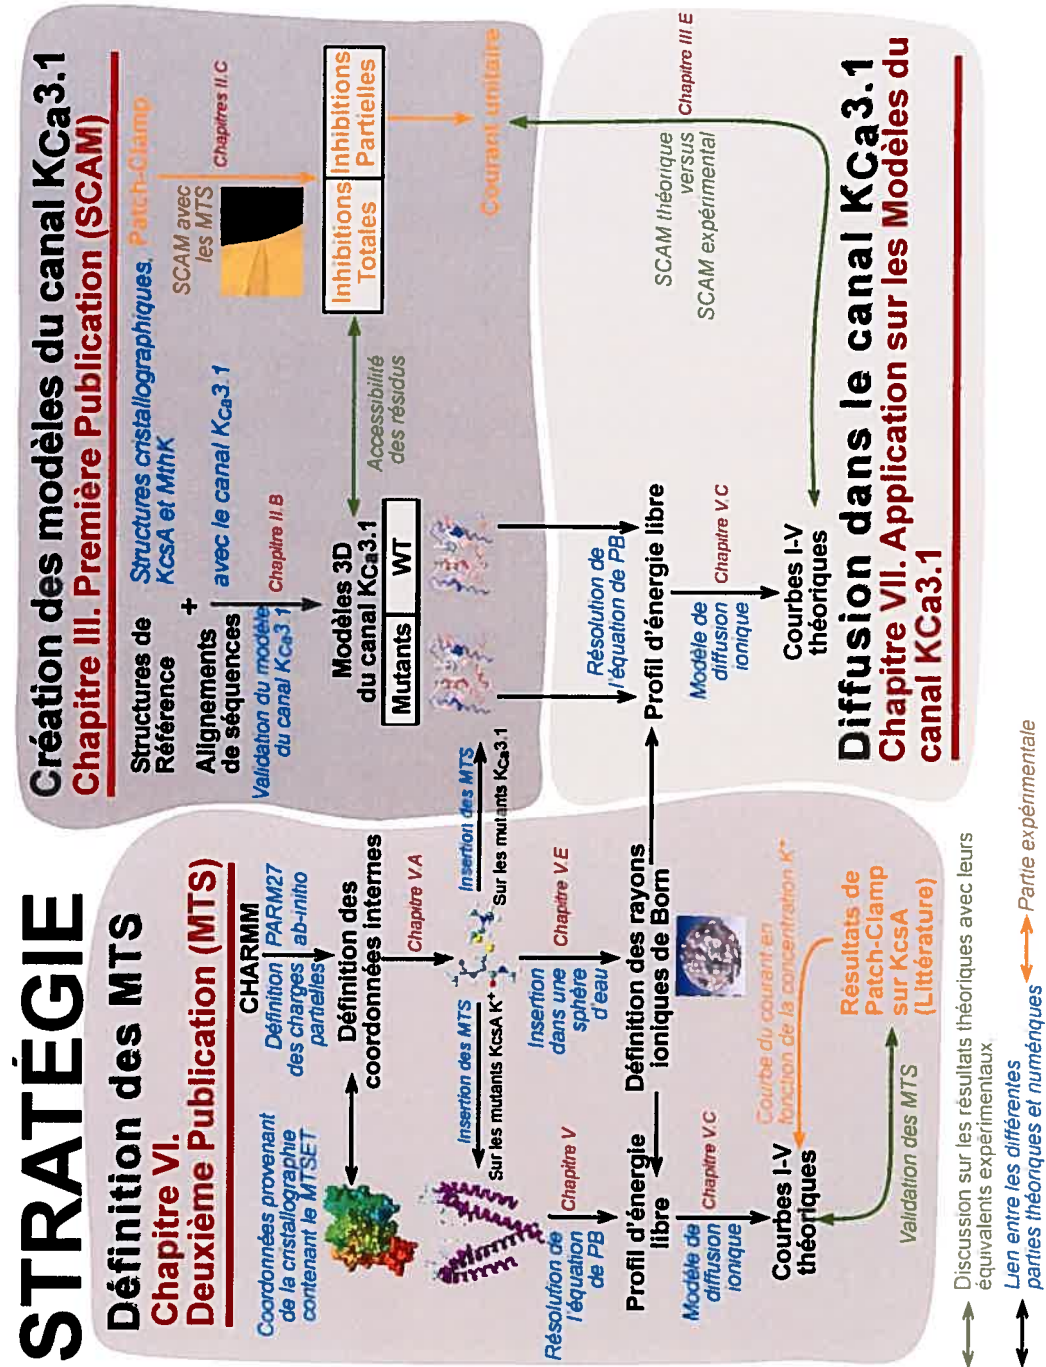 STRATÉGIE
Définition des MTS
Chapitre VI.
Deuxième Publication (MTS)
Coordonnées provenant
de la cristallographie
contenant le MTSET
CHARMM
Définition
des charges
partielles
PARM27
ab-initio
Définition des
coordonnées internes
Chapitre V.A
Insertion des MTS
Sur les mutants KcsA K+
Insertion des MTS
Sur les mutants KCa3.1
Résolution de
l'équation
de PB
Chapitre V
Insertion
dans une
sphère
d'eau
Chapitre V.E
Profil d'énergie
libre
Définition des rayons
ioniques de Born
Modèle de
diffusion
ionique
Chapitre V.C
Courbe du courant en
fonction de la concentration K+
Courbes I-V
théoriques
Résultats de
Patch-Clamp
sur KcsA
(Littérature)
Validation des MTS
Création des modèles du canal KCa3.1
Chapitre III. Première Publication (SCAM)
Structures de
Référence
Structures cristallographiques,
KcsA et MthK
Patch-Clamp
+
Alignements
de séquences
avec le canal KCa3.1
SCAM avec
les MTS
Chapitres II.C
Validation du modèle
du canal KCa3.1
Chapitre II.B
Modèles 3D
du canal KCa3.1
Mutants
WT
Accessibilité
des résidus
Inhibitions
Totales
Inhibitions
Partielles
Courant unitaire
Résolution de
l'équation de PB
Profil d'énergie libre
Modèle de
diffusion
ionique
Chapitre V.C
Courbes I-V
théoriques
SCAM théorique
versus
SCAM expérimental
Chapitre III.E
Diffusion dans le canal KCa3.1
Chapitre VII. Application sur les Modèles du
canal KCa3.1
Discussion sur les résultats théoriques avec leurs
équivalents expérimentaux
Lien entre les différentes
parties théoriques et numériques
Partie expérimentale